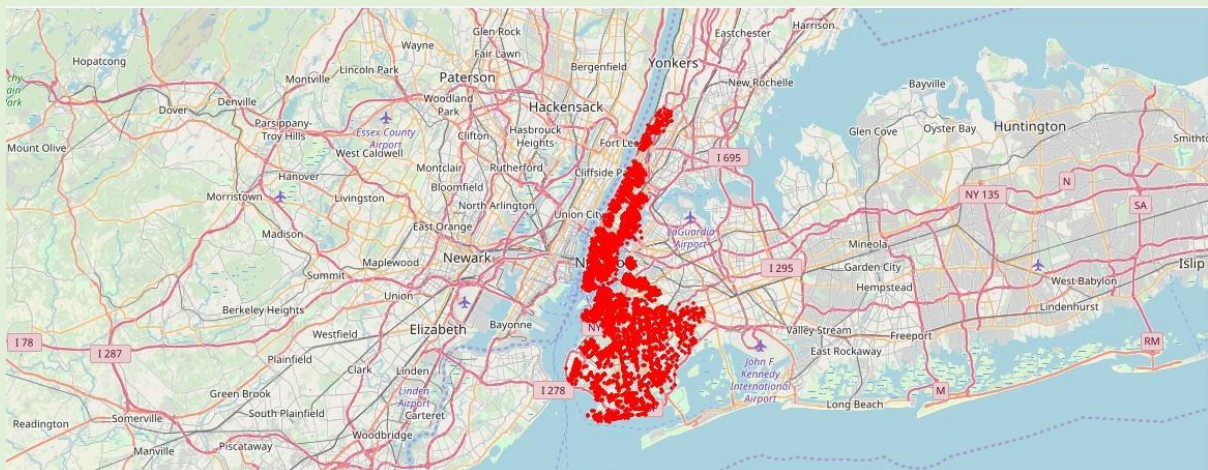 Hopatcong
Glen Rock
Eastchester
Harrison
Wayne
Fair Lawn
Bergenfield
Yonkers
Montville
Lincoln Park
Paterson
New Rochelle
Bayville
Dover
Denville
Woodland
Park
Hackensack
Huntington
Parsippany-
Troy Hills
Essex County
Airport
Clifton
Hasbrouck
Heights
Glen Cove
Oyster Bay
Smitht
Mount Olive
West Caldwell
Fort Lee
I 695
Hanover
Montclair
Rutherford
Cliffside Pa
N
Morristown
Livingston
Bloomfield
NY 135
SA
North Arlington
Union City
Madison
East Orange
LaGuardia
Airport
Mineola
Maplewood
Newark
N
I 295
Garden City
West Babylon
Islip
Summit
Union
Hempstead
Berkeley Heights
Lindenhurst
Elizabeth
Bayonne
NY
Valley Stream
Freeport
I 78
I 287
Westfield
East Rockaway
RM
Plainfield
Clark
Linden
John F.
Kennedy
International
Airport
Green Brook
Linden
Airport
I 278
M
Long Beach
South Plainfield
Carteret
Readington
Somerville
Woodbridge
Manville
Piscataway